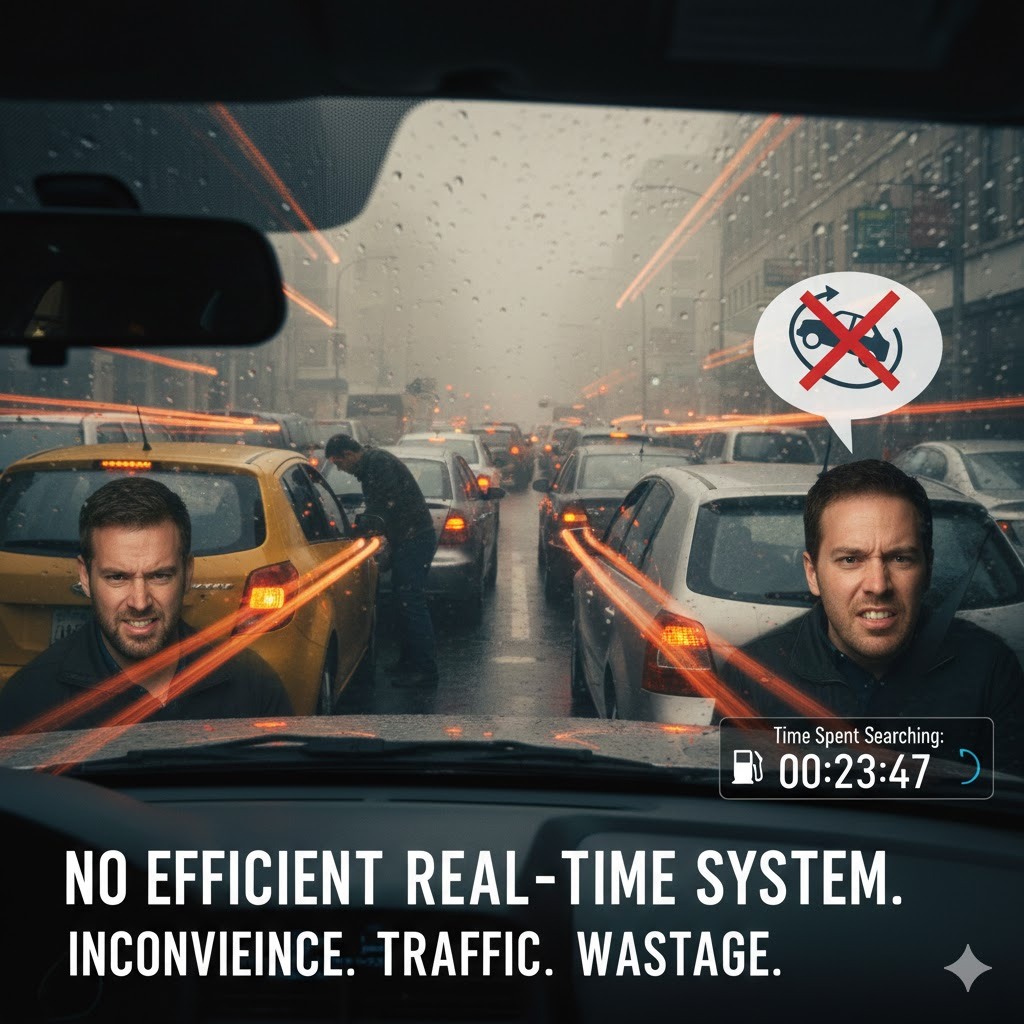 Time Spent Searching:
00:23:47
NO EFFICIENT REAL-TIME SYSTEM.
INCONVIEINCE. TRAFFIC. WASTAGE.